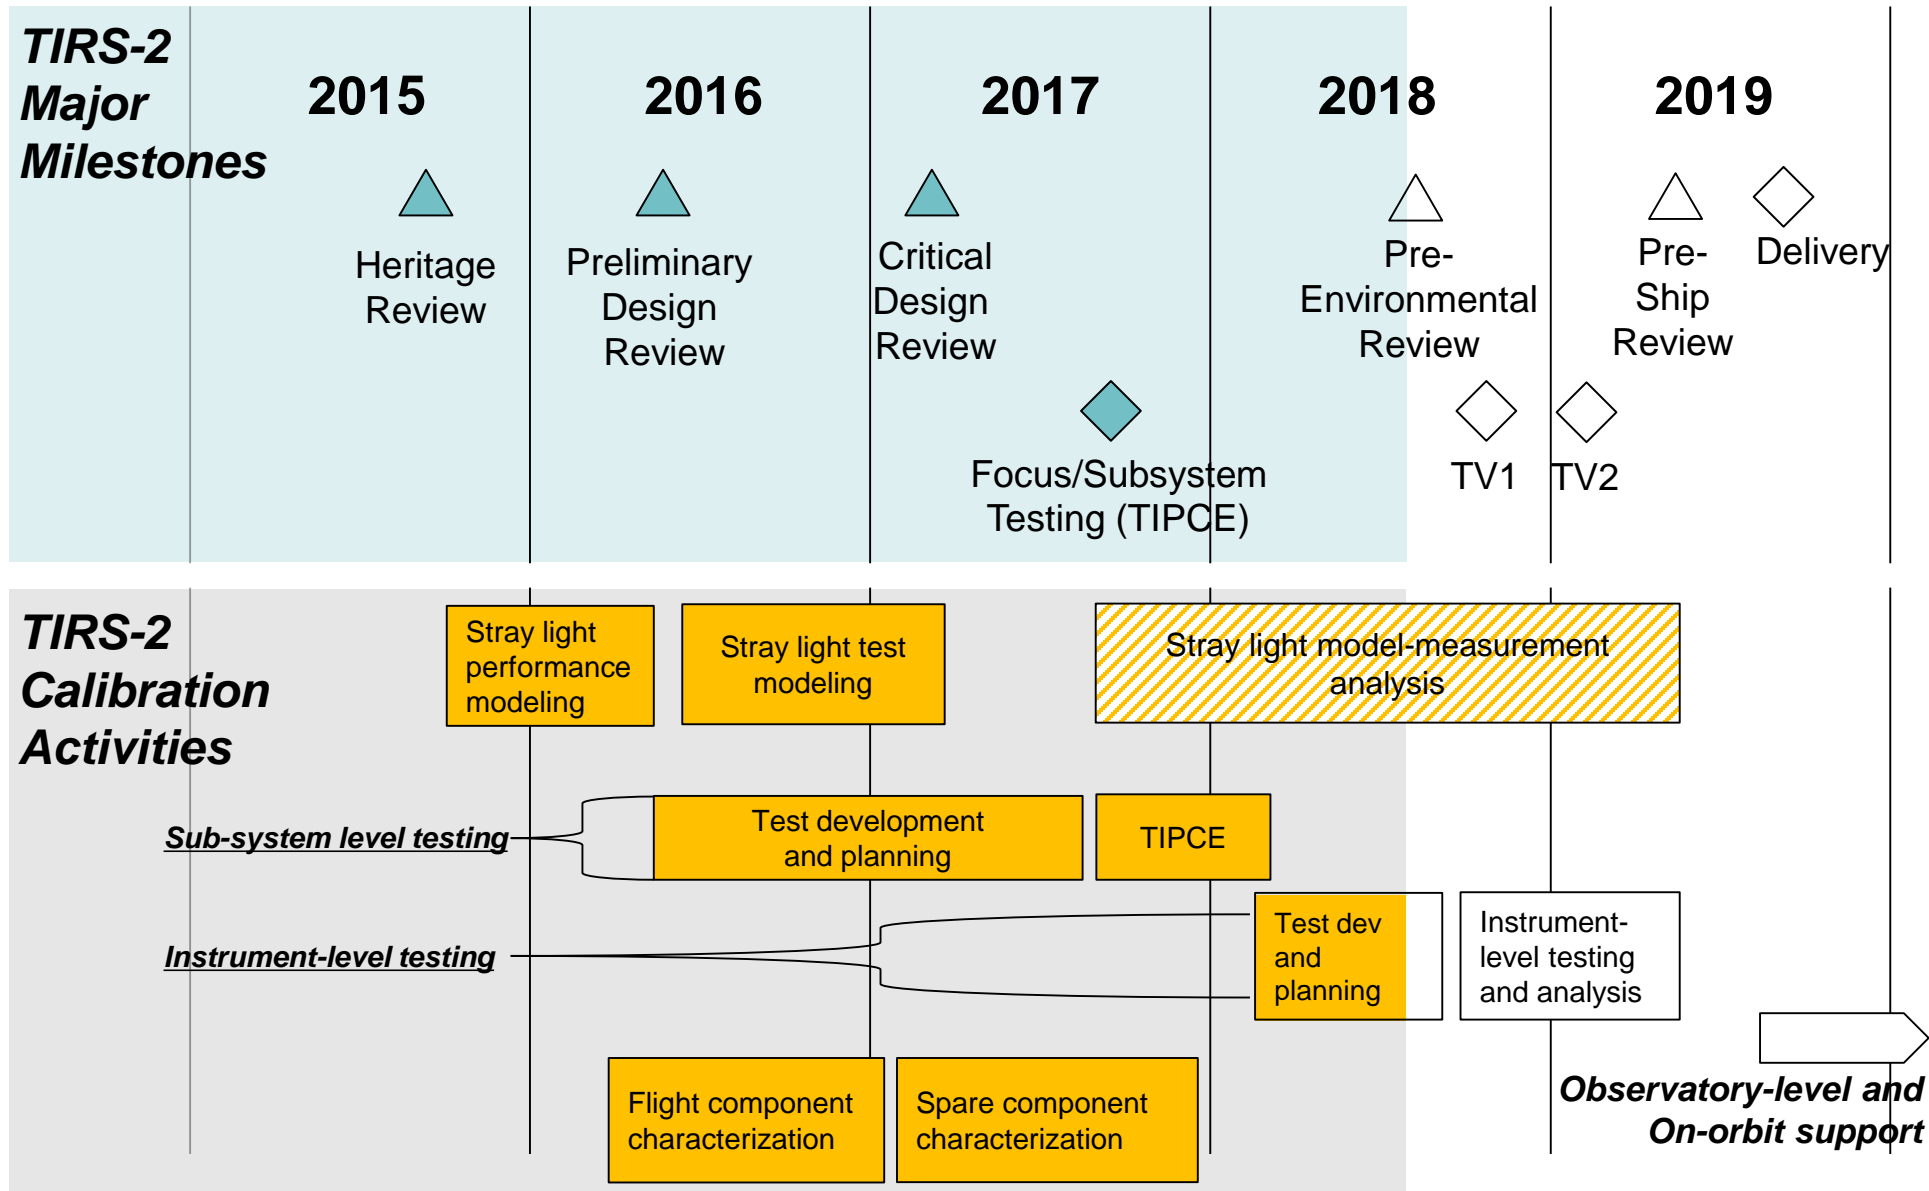 TIRS-2
Major
Milestones
2015
2016
2017
2018
2019
Heritage
Review
Preliminary
Design
Review
Critical
Design
Review
Pre-
Environmental
Review
Pre-
Ship
Review
Delivery
Focus/Subsystem
Testing (TIPCE)
TV1
TV2
TIRS-2
Calibration
Activities
Stray light
performance
modeling
Stray light test
modeling
Stray light model-measurement
analysis
Sub-system level testing
Test development
and planning
TIPCE
Instrument-level testing
Test dev
and
planning
Instrument-
level testing
and analysis
Flight component
characterization
Spare component
characterization
Observatory-level and
On-orbit support